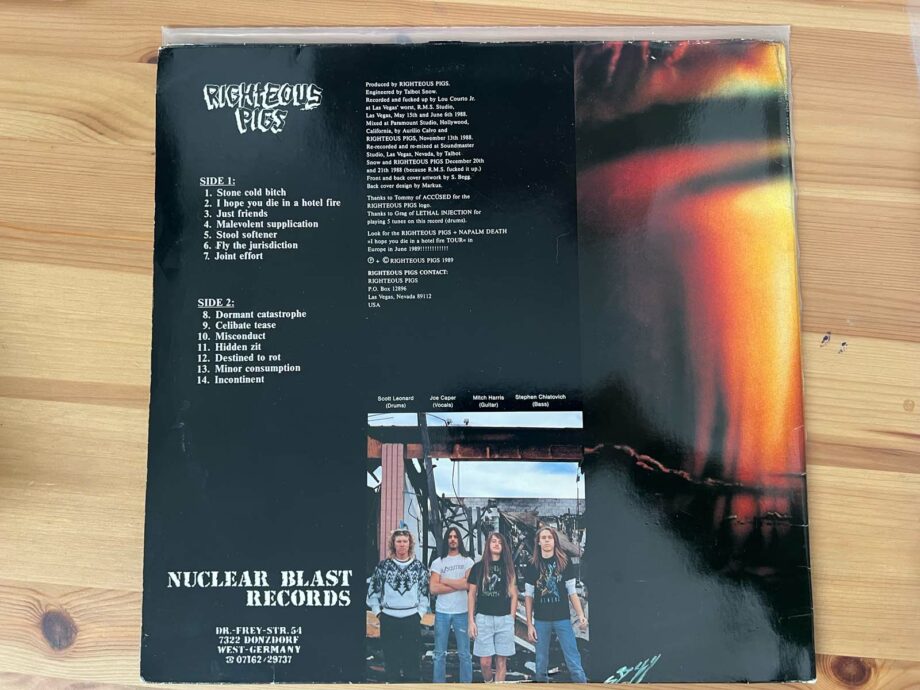 RIGHTEOUS
PIGS
SIDE 1:
1. Stone cold bitch
2. I hope you die in a hotel fire
3. Just friends
4. Malevolent supplication
5. Stool softener
6. Fly the jurisdiction
7. Joint effort
SIDE 2:
8. Dormant catastrophe
9. Celibate tease
10. Misconduct
11. Hidden zit
12. Destined to rot
13. Minor consumption
14. Incontinent
NUCLEAR BLAST
RECORDS
DR.-FREY-STR. 54
7322 DONZDORF
WEST-GERMANY
☎ 07162/29737
Produced by RIGHTEOUS PIGS.
Engineered by Talbot Snow.
Recorded and fucked up by Lou Courto Jr.
at Las Vegas' worst, R.M.S. Studio,
Las Vegas, May 15th and June 6th 1988.
Mixed at Paramount Studio, Hollywood,
California, by Aurilio Calvo and
RIGHTEOUS PIGS, November 13th 1988.
Re-recorded and re-mixed at Soundmaster
Studio, Las Vegas, Nevada, by Talbot
Snow and RIGHTEOUS PIGS December 20th
and 21th 1988 (because R.M.S. fucked it up.)
Front and back cover artwork by S. Begg.
Back cover design by Markus.
Thanks to Tommy of ACCÜSED for the
RIGHTEOUS PIGS logo.
Thanks to Greg of LETHAL INJECTION for
playing 5 tunes on this record (drums).
Look for the RIGHTEOUS PIGS + NAPALM DEATH
»I hope you die in a hotel fire TOUR« in
Europe in June 1989!!!!!!!!!!!!
℗ + © RIGHTEOUS PIGS 1989
RIGHTEOUS PIGS CONTACT:
RIGHTEOUS PIGS
P.O. Box 12896
Las Vegas, Nevada 89112
USA
Scott Leonard Joe Caper Mitch Harris Stephen Chiatovich
(Drums) (Vocals) (Guitar) (Bass)